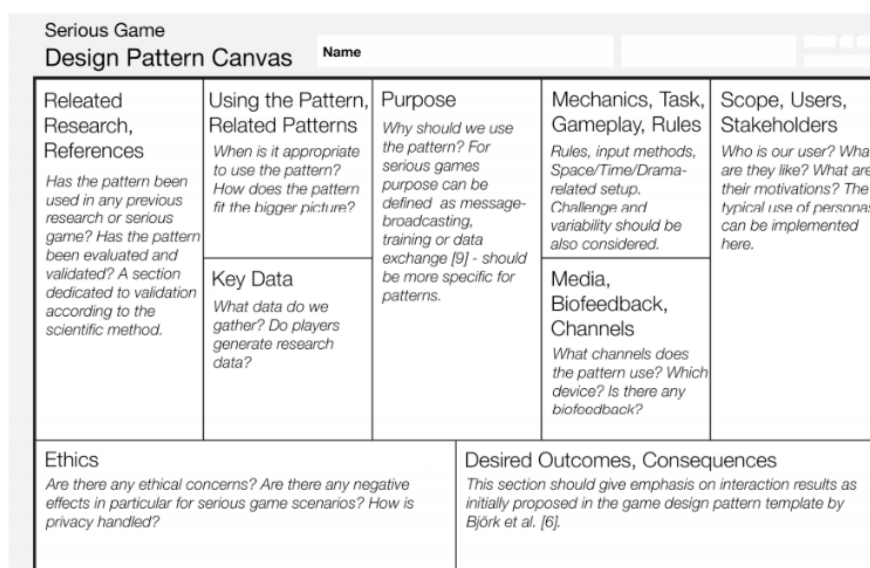 Serious Game
Design Pattern Canvas
Name
Releated
Research,
References
Has the pattern been
used in any previous
research or serious
game? Has the pattern
been evaluated and
validated? A section
dedicated to validation
according to the
scientific method.
Using the Pattern,
Related Patterns
When is it appropriate
to use the pattern?
How does the pattern
fit the bigger picture?
Key Data
What data do we
gather? Do players
generate research
data?
Purpose
Why should we use
the pattern? For
serious games
purpose can be
defined as message-
broadcasting,
training or data
exchange [9] - should
be more specific for
patterns.
Mechanics, Task,
Gameplay, Rules
Rules, input methods,
Space/Time/Drama-
related setup.
Challenge and
variability should be
also considered.
Media,
Biofeedback,
Channels
What channels does
the pattern use? Which
device? Is there any
biofeedback?
Scope, Users,
Stakeholders
Who is our user? Wha
are they like? What are
their motivations? The
typical use of personas
can be implemented
here.
Ethics
Are there any ethical concerns? Are there any negative
effects in particular for serious game scenarios? How is
privacy handled?
Desired Outcomes, Consequences
This section should give emphasis on interaction results as
initially proposed in the game design pattern template by
Björk et al. [6].